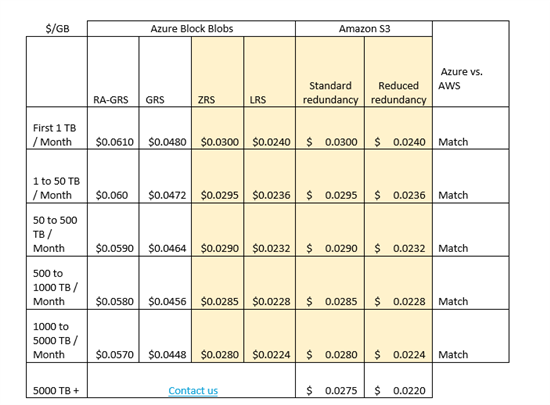 $/GB Azure Block Blobs Amazon S3
RA-GRS GRS ZRS LRS Standard redundancy Reduced redundancy Azure vs. AWS
First 1 TB / Month $0.0610 $0.0480 $0.0300 $0.0240 $ 0.0300 $ 0.0240 Match
1 to 50 TB / Month $0.060 $0.0472 $0.0295 $0.0236 $ 0.0295 $ 0.0236 Match
50 to 500 TB / Month $0.0590 $0.0464 $0.0290 $0.0232 $ 0.0290 $ 0.0232 Match
500 to 1000 TB / Month $0.0580 $0.0456 $0.0285 $0.0228 $ 0.0285 $ 0.0228 Match
1000 to 5000 TB / Month $0.0570 $0.0448 $0.0280 $0.0224 $ 0.0280 $ 0.0224 Match
5000 TB + Contact us $ 0.0275 $ 0.0220